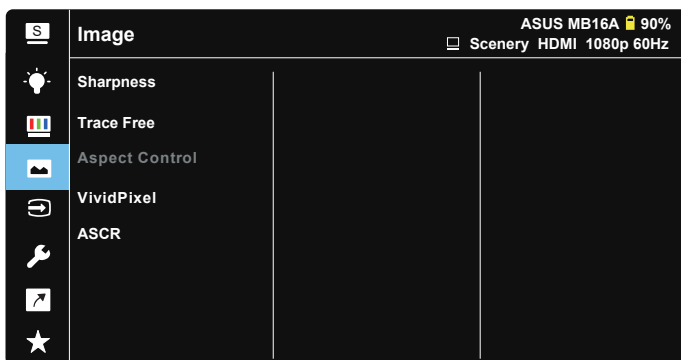 S
Image
ASUS MB16A 90%
Scenery HDMI 1080p 60Hz
Sharpness
Trace Free
Aspect Control
VividPixel
ASCR